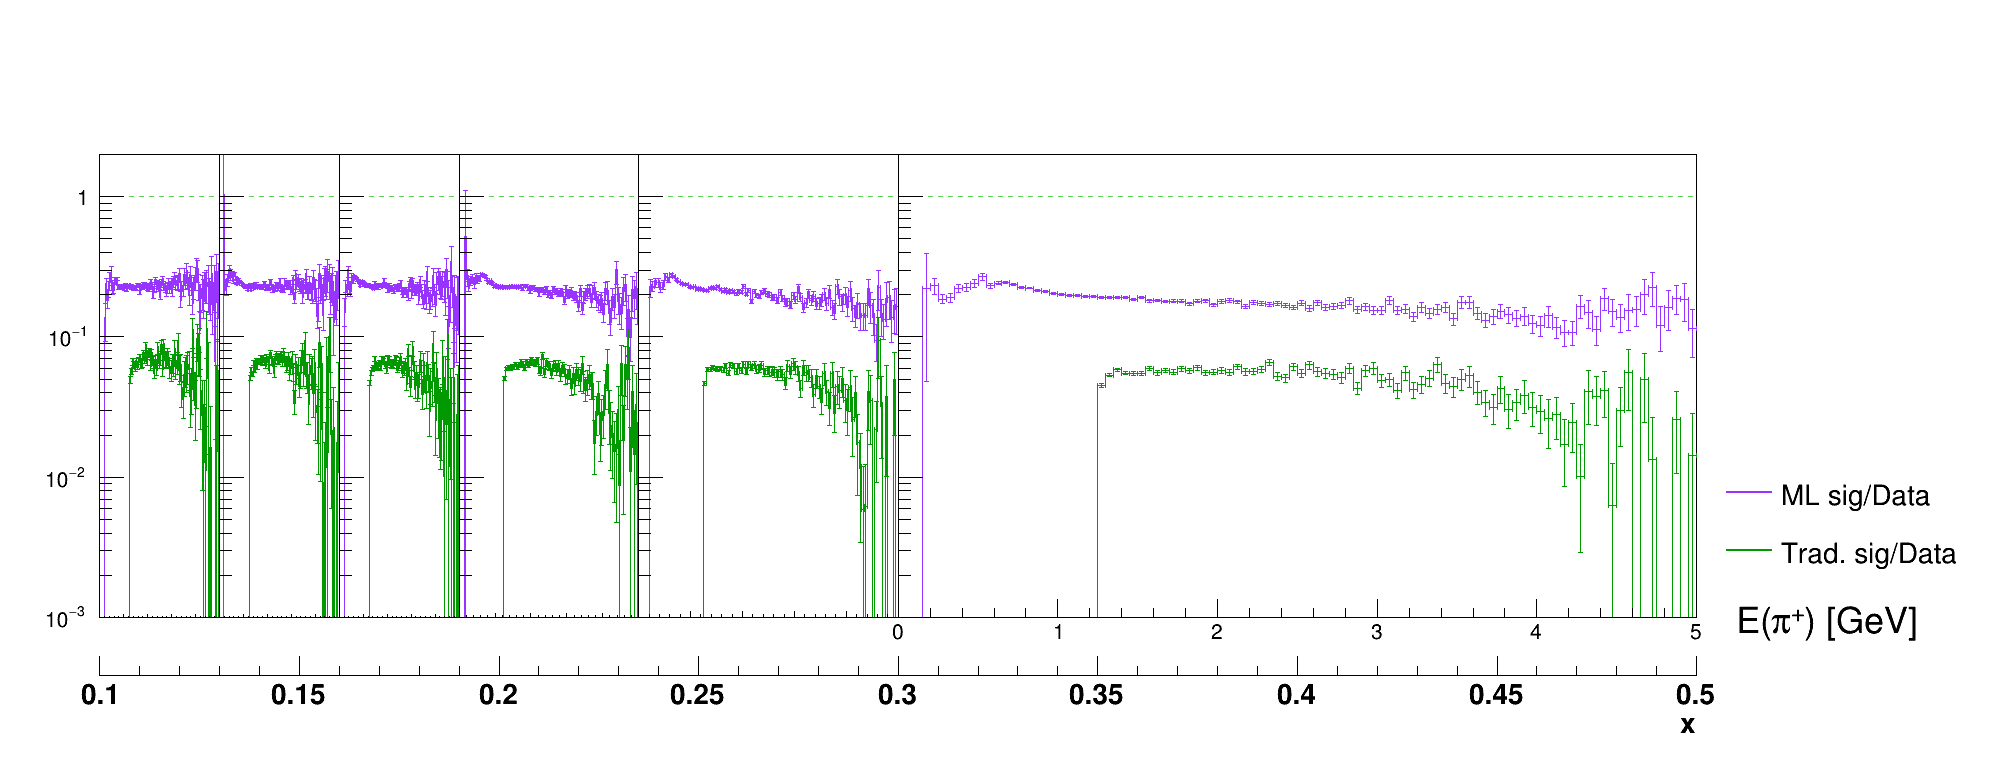 1
10⁻¹
10⁻²
10⁻³
ML sig/Data
Trad. sig/Data
E(π⁺) [GeV]
0 1 2 3 4 5
0.1 0.15 0.2 0.25 0.3 0.35 0.4 0.45 0.5
x